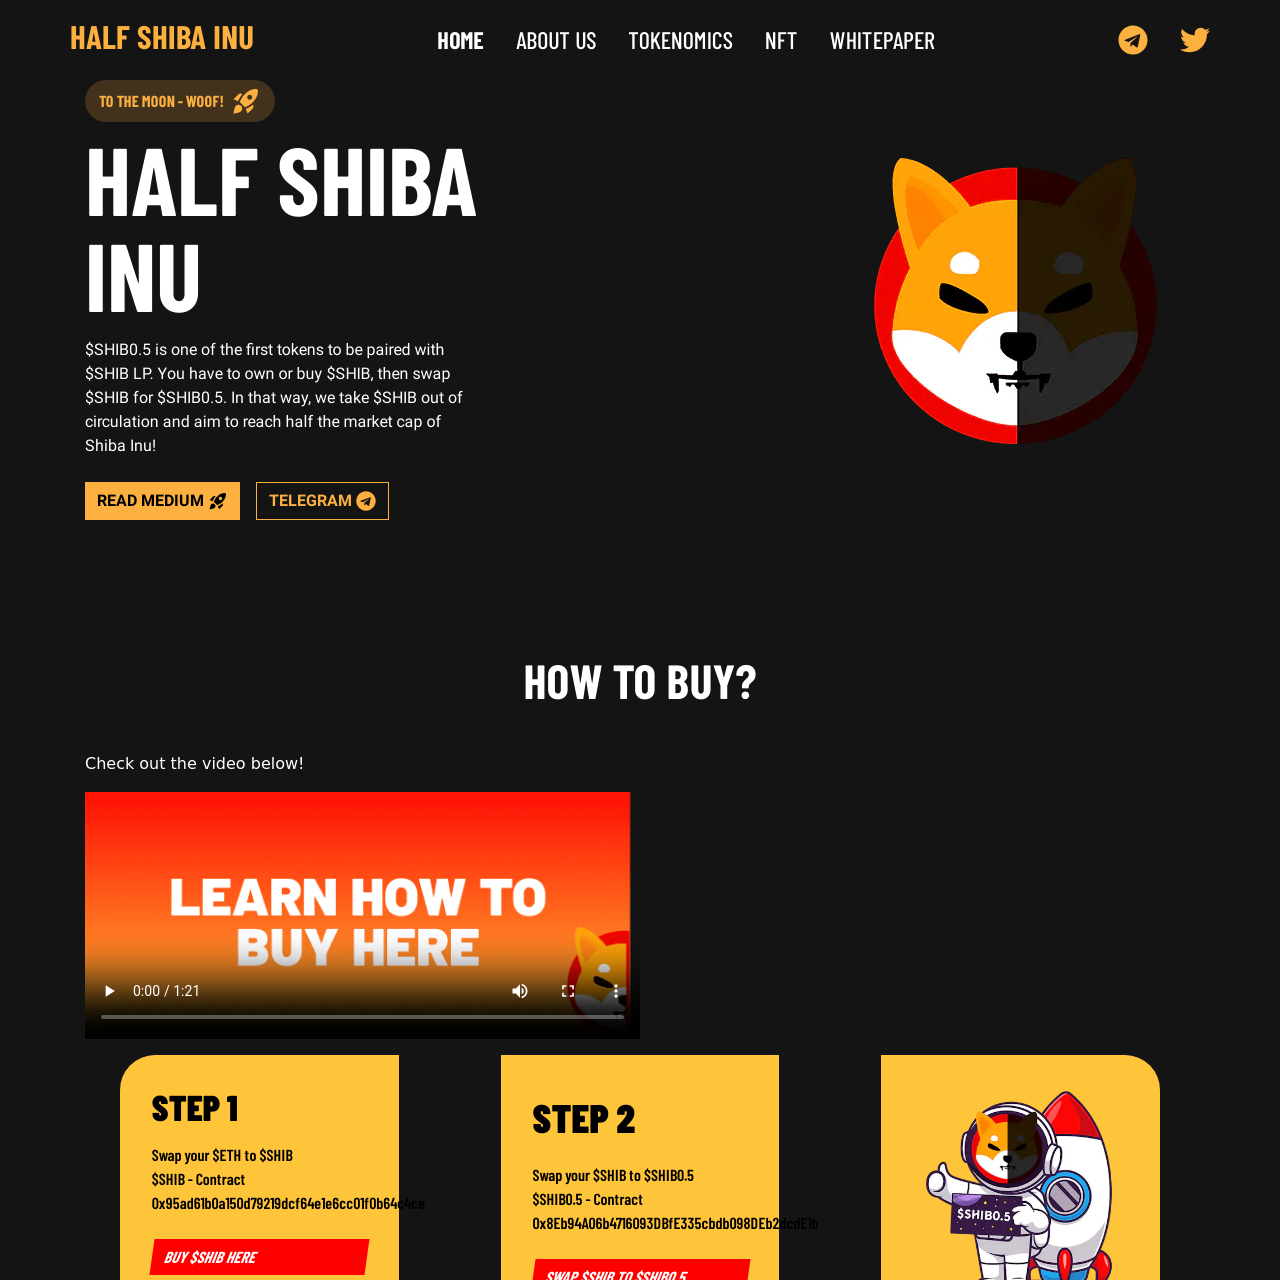 HALF SHIBA INU
HOME
ABOUT US
TOKENOMICS
NFT
WHITEPAPER
TO THE MOON - WOOF!
HALF SHIBA
INU
$SHIB0.5 is one of the first tokens to be paired with
$SHIB LP. You have to own or buy $SHIB, then swap
$SHIB for $SHIB0.5. In that way, we take $SHIB out of
circulation and aim to reach half the market cap of
Shiba Inu!
READ MEDIUM
TELEGRAM
HOW TO BUY?
Check out the video below!
LEARN HOW TO
BUY HERE
0:00 / 1:21
STEP 1
Swap your $ETH to $SHIB
$SHIB - Contract
0x95ad61b0a150d79219dcf64e1e6cc01f0b64c4ce
BUY $SHIB HERE
STEP 2
Swap your $SHIB to $SHIB0.5
$SHIB0.5 - Contract
0x8Eb94A06b4716093DBfE335cbdb098DEb2dcdE1b
SWAP $SHIB TO $SHIB0.5
$SHIB0.5